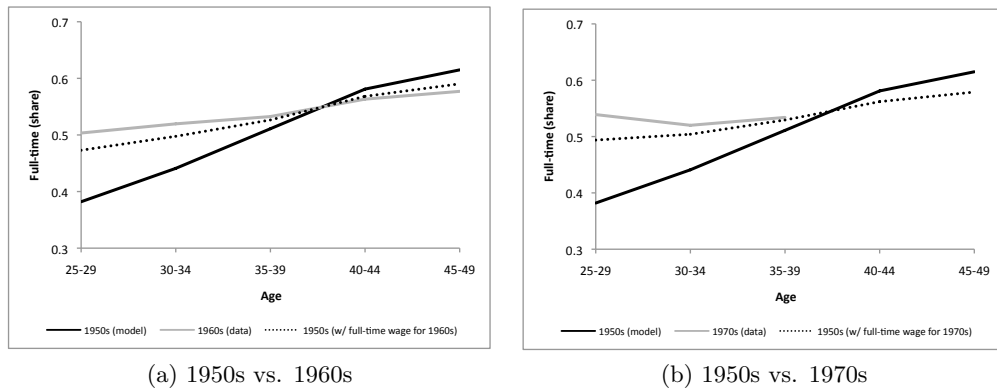 0.7
0.6
0.5
0.4
0.3
Full-time (share)
25-29 30-34 35-39 40-44 45-49
Age
1950s (model) 1960s (data) 1950s (w/ full-time wage for 1960s)
(a) 1950s vs. 1960s
0.7
0.6
0.5
0.4
0.3
Full-time (share)
25-29 30-34 35-39 40-44 45-49
Age
1950s (model) 1970s (data) 1950s (w/ full-time wage for 1970s)
(b) 1950s vs. 1970s